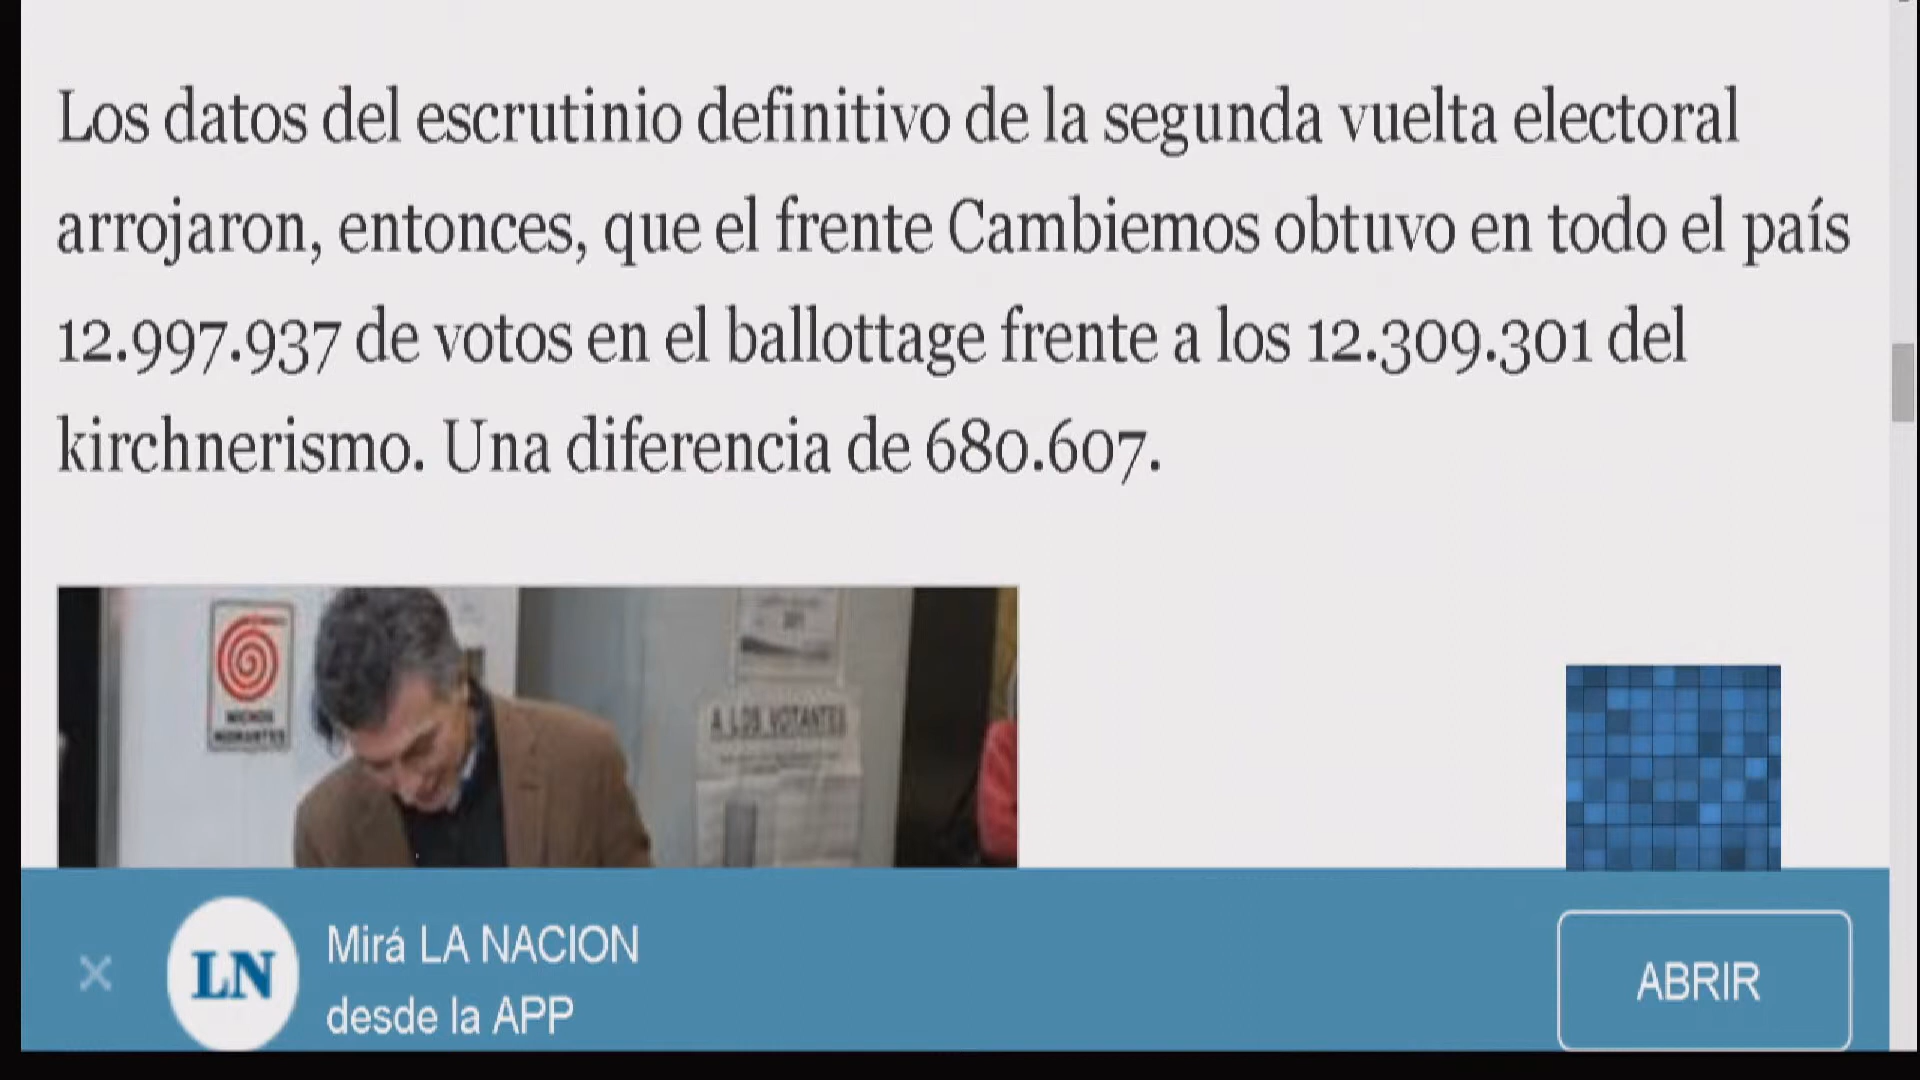 Los datos del escrutinio definitivo de la segunda vuelta electoral
arrojaron, entonces, que el frente Cambiemos obtuvo en todo el país
12.997.937 de votos en el ballottage frente a los 12.309.301 del
kirchnerismo. Una diferencia de 680.607.
A LOS VOTANTES
LN
Mirá LA NACION
desde la APP
ABRIR